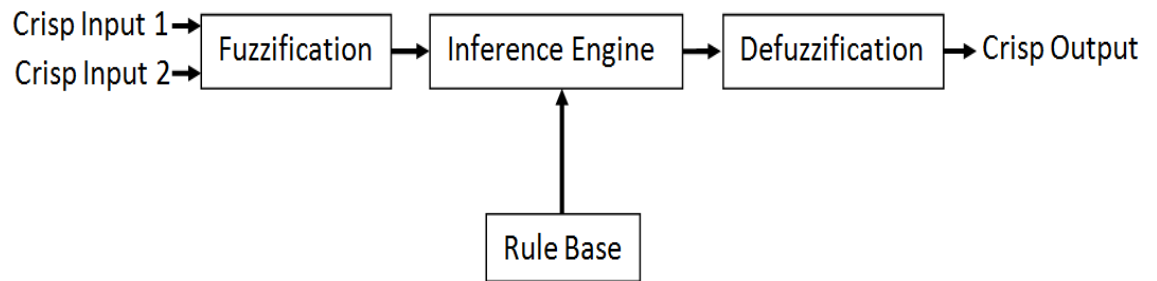 Crisp Input 1
Crisp Input 2
Fuzzification
Inference Engine
Defuzzification
Crisp Output
Rule Base